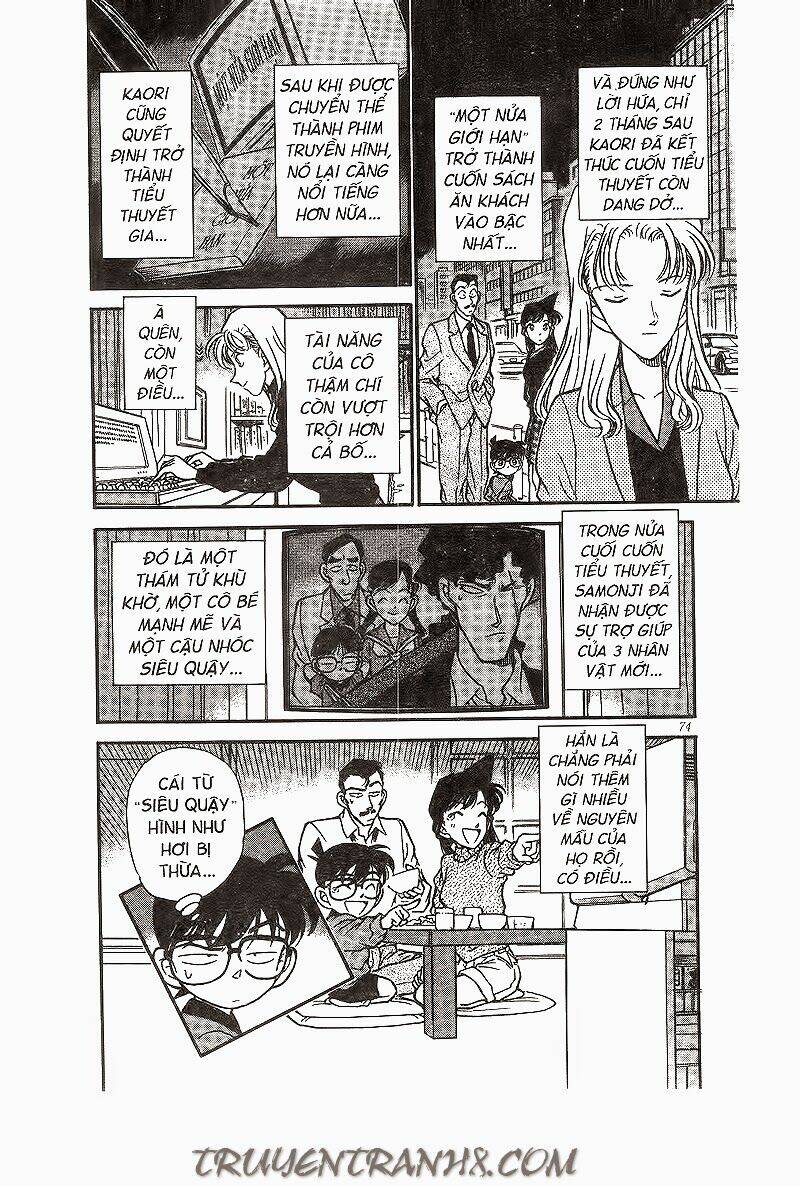 VÀ ĐÚNG NHƯ
LỜI HỨA, CHỈ
2 THÁNG SAU
KAORI ĐÃ KẾT
THÚC CUỐN TIỂU
THUYẾT CÒN
DANG DỞ...
"MỘT NỬA
GIỚI HẠN"
TRỞ THÀNH
CUỐN SÁCH
ĂN KHÁCH
VÀO BẬC
NHẤT...
SAU KHI ĐƯỢC
CHUYỂN THỂ
THÀNH PHIM
TRUYỀN HÌNH,
NÓ LẠI CÀNG
NỔI TIẾNG
HƠN NỮA...
MỘT NỬA GIỚI HẠN
KAORI
CŨNG
QUYẾT
ĐỊNH TRỞ
THÀNH
TIỂU
THUYẾT
GIA...
TÀI NĂNG
CỦA CÔ
THẬM CHÍ
CÒN VƯỢT
TRỘI HƠN
CẢ BỐ...
À
QUÊN,
CÒN
MỘT
ĐIỀU...
TRONG NỬA
CUỐI CUỐN
TIỂU THUYẾT,
SAMONJI ĐÃ
NHẬN ĐƯỢC
SỰ TRỢ GIÚP
CỦA 3 NHÂN
VẬT MỚI...
ĐÓ LÀ MỘT
THÁM TỬ KHÙ
KHỜ, MỘT CÔ BÉ
MẠNH MẼ VÀ
MỘT CẬU NHÓC
SIÊU QUẬY...
74
HẲN LÀ
CHẲNG PHẢI
NÓI THÊM
GÌ NHIỀU
VỀ NGUYÊN
MẪU CỦA
HỌ RỒI,
CÓ ĐIỀU...
CÁI TỪ
"SIÊU QUẬY"
HÌNH NHƯ
HƠI BỊ
THỪA...
TRUYENTRANH8.COM